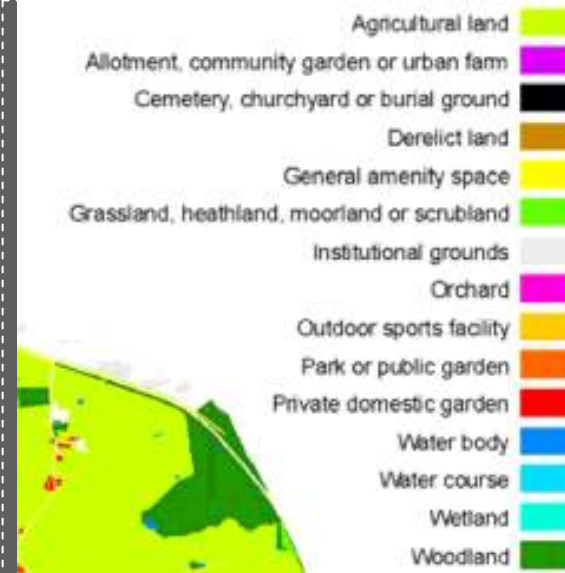 Agricultural land
Allotment, community garden or urban farm
Cemetery, churchyard or burial ground
Derelict land
General amenity space
Grassland, heathland, moorland or scrubland
Institutional grounds
Orchard
Outdoor sports facility
Park or public garden
Private domestic garden
Water body
Water course
Wetland
Woodland